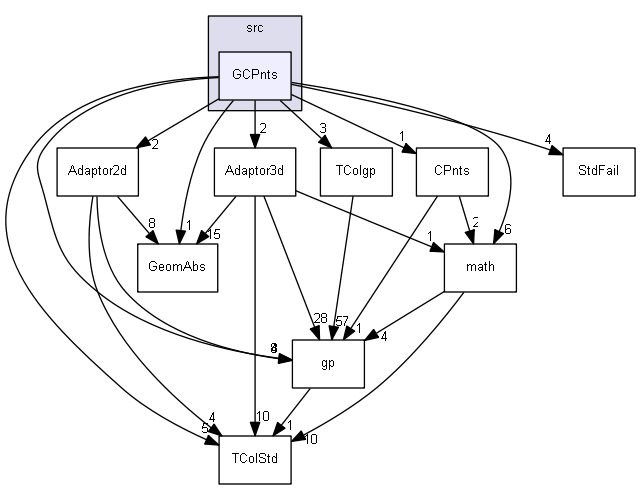 src
GCPnts
2
2
3
1
4
Adaptor2d
Adaptor3d
TColgp
CPnts
StdFail
8
1
15
1
2
6
GeomAbs
math
28
57
1
4
8
gp
5
4
10
1
10
TColStd